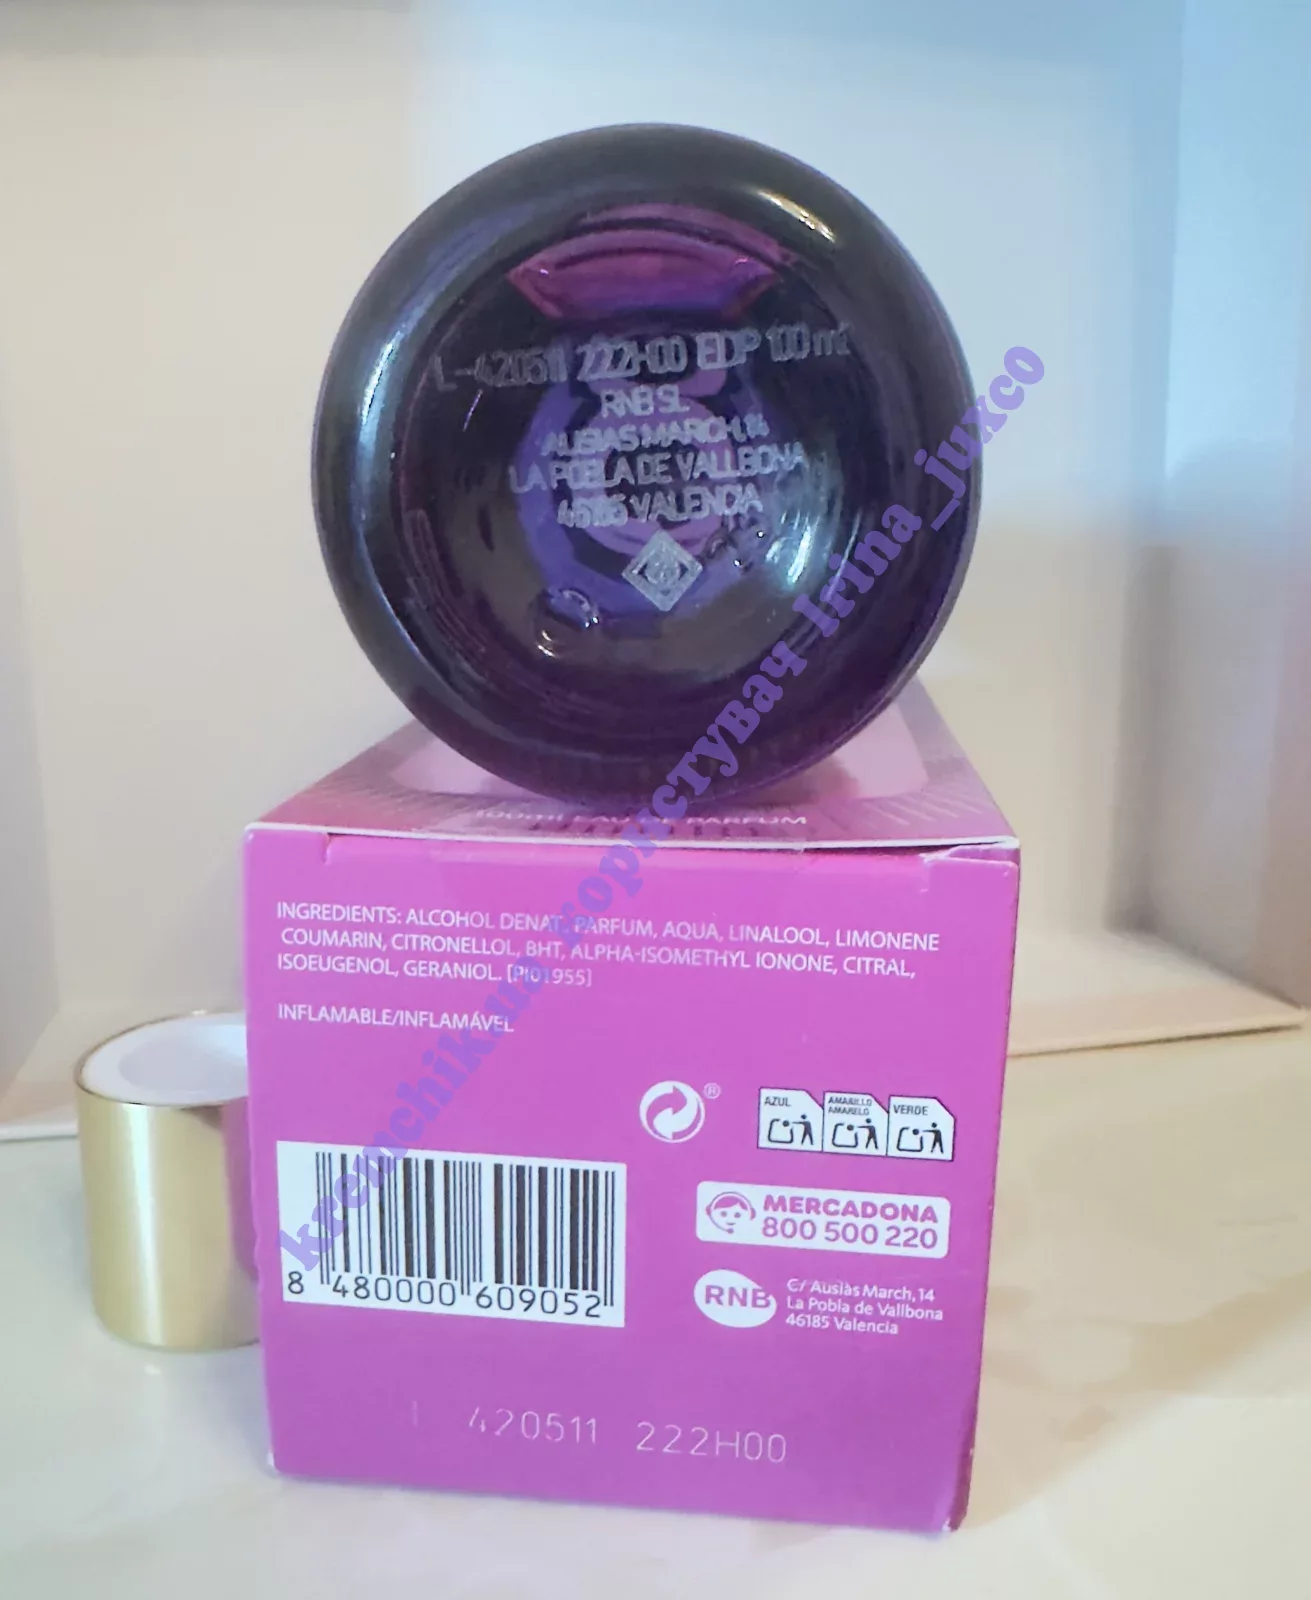 L-420511 222H00 EDP 100 ml
RNB SL
AUSIAS MARCH,14
LA POBLA DE VALLBONA
46185 VALENCIA
100ml EAU DE PARFUM
INGREDIENTS: ALCOHOL DENAT, PARFUM, AQUA, LINALOOL, LIMONENE
COUMARIN, CITRONELLOL, BHT, ALPHA-ISOMETHYL IONONE, CITRAL,
ISOEUGENOL, GERANIOL. [PI01955]
INFLAMABLE/INFLAMÁVEL
®
AZUL
AMARILLO
AMARELO
VERDE
MERCADONA
800 500 220
RNB
C/ Ausiàs March, 14
La Pobla de Vallbona
46185 Valencia
8 480000 609052
420511 222H00
kremchik.ua користувач Irina_juxco